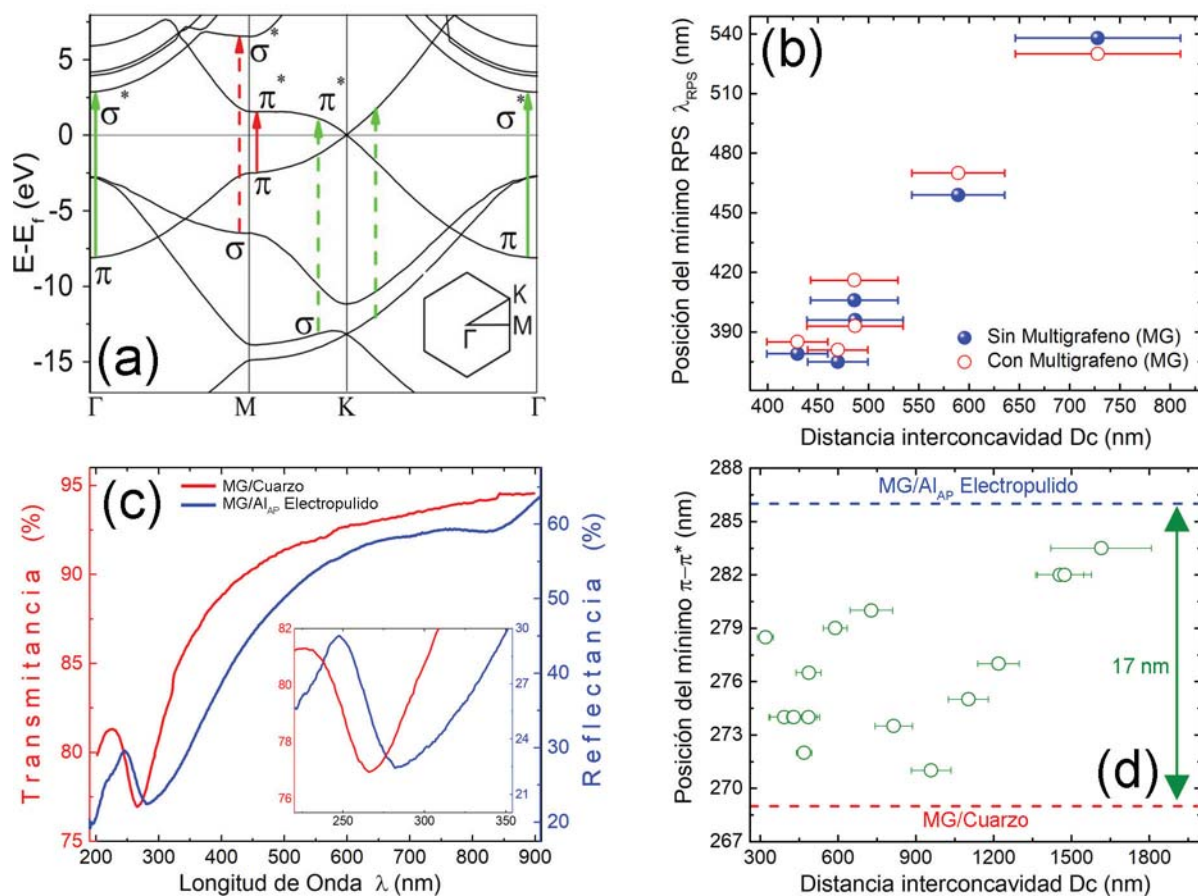 (a)
E-E_f (eV)
5
0
-5
-10
-15
σ*
σ*
π*
π*
σ*
π
σ
π
π
σ
K
Γ
M
Γ
M
K
Γ
(b)
Posición del mínimo RPS λ_RPS (nm)
540
510
480
450
420
390
Sin Multigrafeno (MG)
Con Multigrafeno (MG)
400 450 500 550 600 650 700 750 800
Distancia interconcavidad Dc (nm)
(c)
Transmitancia (%)
95
90
85
80
75
MG/Cuarzo
MG/Al_AP Electropulido
82
80
78
76
30
27
24
22
21
250 300 350
60
50
40
30
20
Reflectancia (%)
200 300 400 500 600 700 800 900
Longitud de Onda λ (nm)
(d)
Posición del mínimo π-π* (nm)
288
285
282
279
276
273
270
267
MG/Al_AP Electropulido
17 nm
MG/Cuarzo
300 600 900 1200 1500 1800
Distancia interconcavidad Dc (nm)